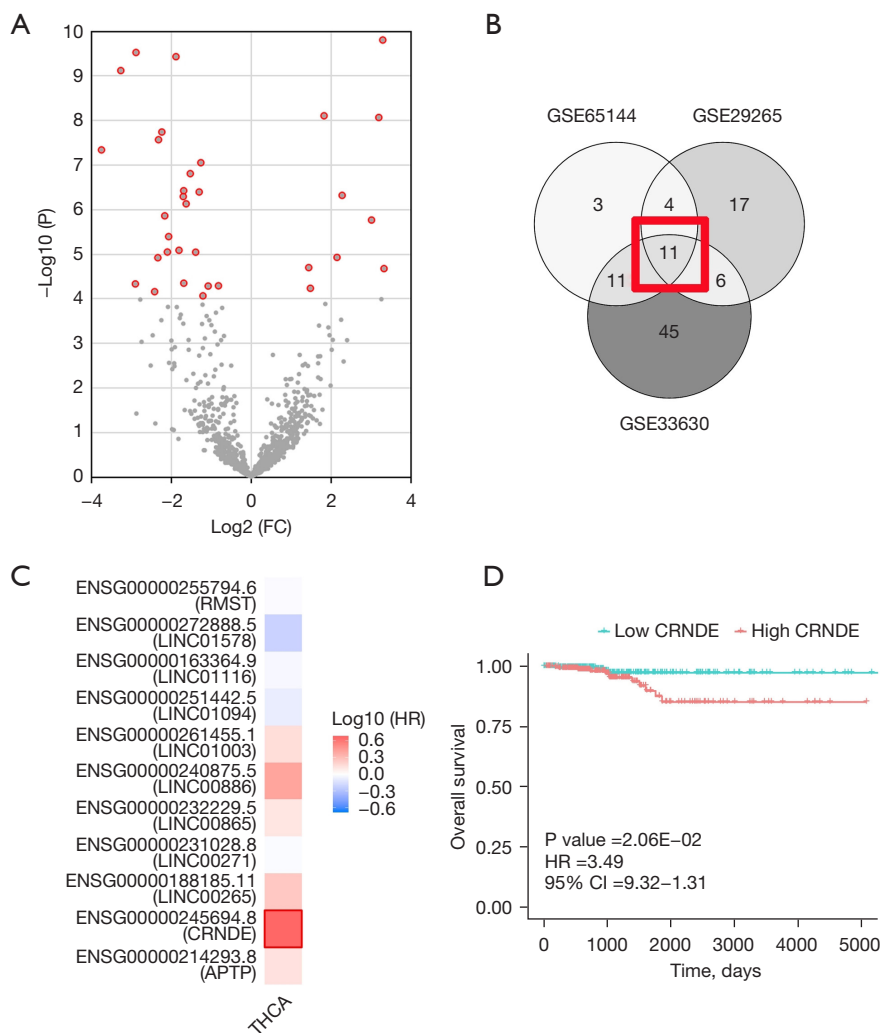 A
10
9
8
7
6
5
4
3
2
1
0
−Log10 (P)
−4
−2
0
2
4
Log2 (FC)
B
GSE65144
GSE29265
3
4
17
11
11
6
45
GSE33630
C
ENSG00000255794.6
(RMST)
ENSG00000272888.5
(LINC01578)
ENSG00000163364.9
(LINC01116)
ENSG00000251442.5
(LINC01094)
ENSG00000261455.1
(LINC01003)
ENSG00000240875.5
(LINC00886)
ENSG00000232229.5
(LINC00865)
ENSG00000231028.8
(LINC00271)
ENSG00000188185.11
(LINC00265)
ENSG00000245694.8
(CRNDE)
ENSG00000214293.8
(APTP)
THCA
Log10 (HR)
0.6
0.3
0.0
−0.3
−0.6
D
Low CRNDE
High CRNDE
1.00
0.75
0.50
0.25
0.00
Overall survival
P value =2.06E−02
HR =3.49
95% CI =9.32−1.31
0
1000
2000
3000
4000
5000
Time, days